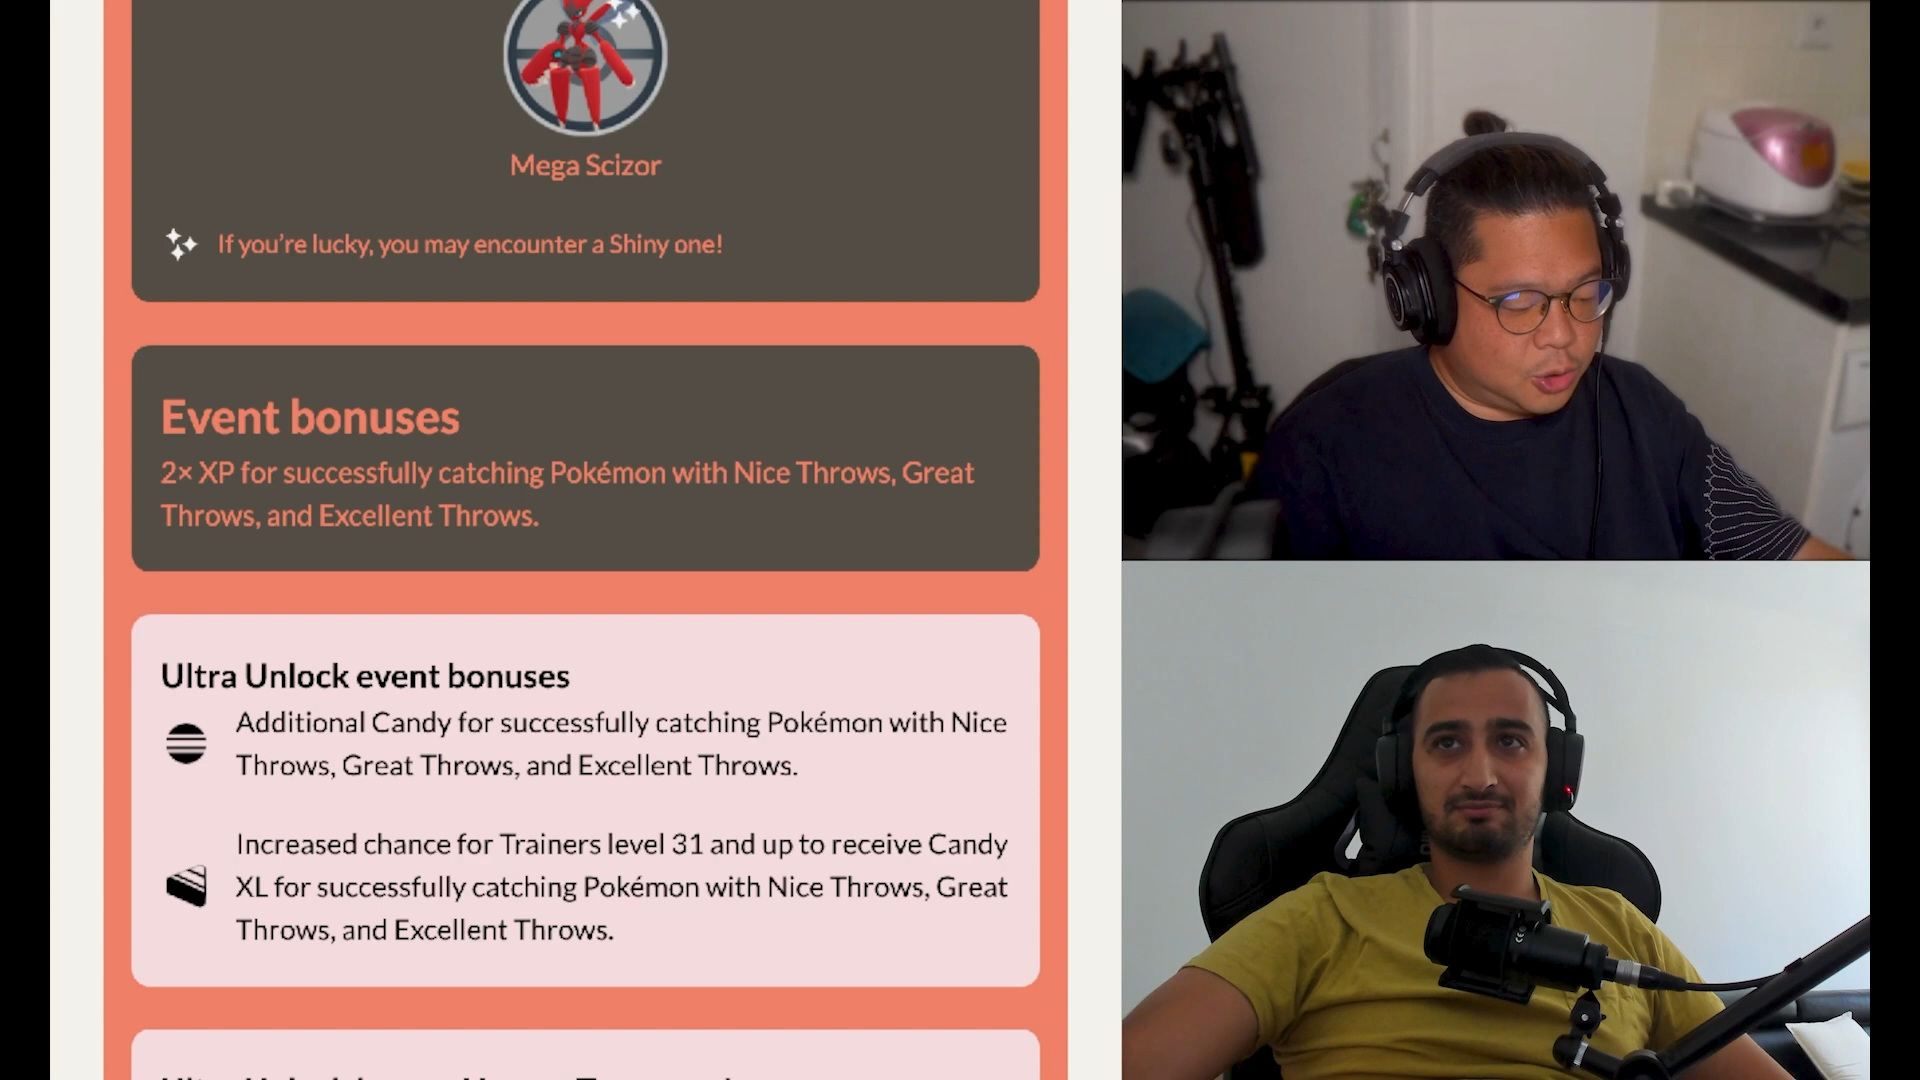 Mega Scizor
If you're lucky, you may encounter a Shiny one!
Event bonuses
2× XP for successfully catching Pokémon with Nice Throws, Great
Throws, and Excellent Throws.
Ultra Unlock event bonuses
Additional Candy for successfully catching Pokémon with Nice
Throws, Great Throws, and Excellent Throws.
Increased chance for Trainers level 31 and up to receive Candy
XL for successfully catching Pokémon with Nice Throws, Great
Throws, and Excellent Throws.